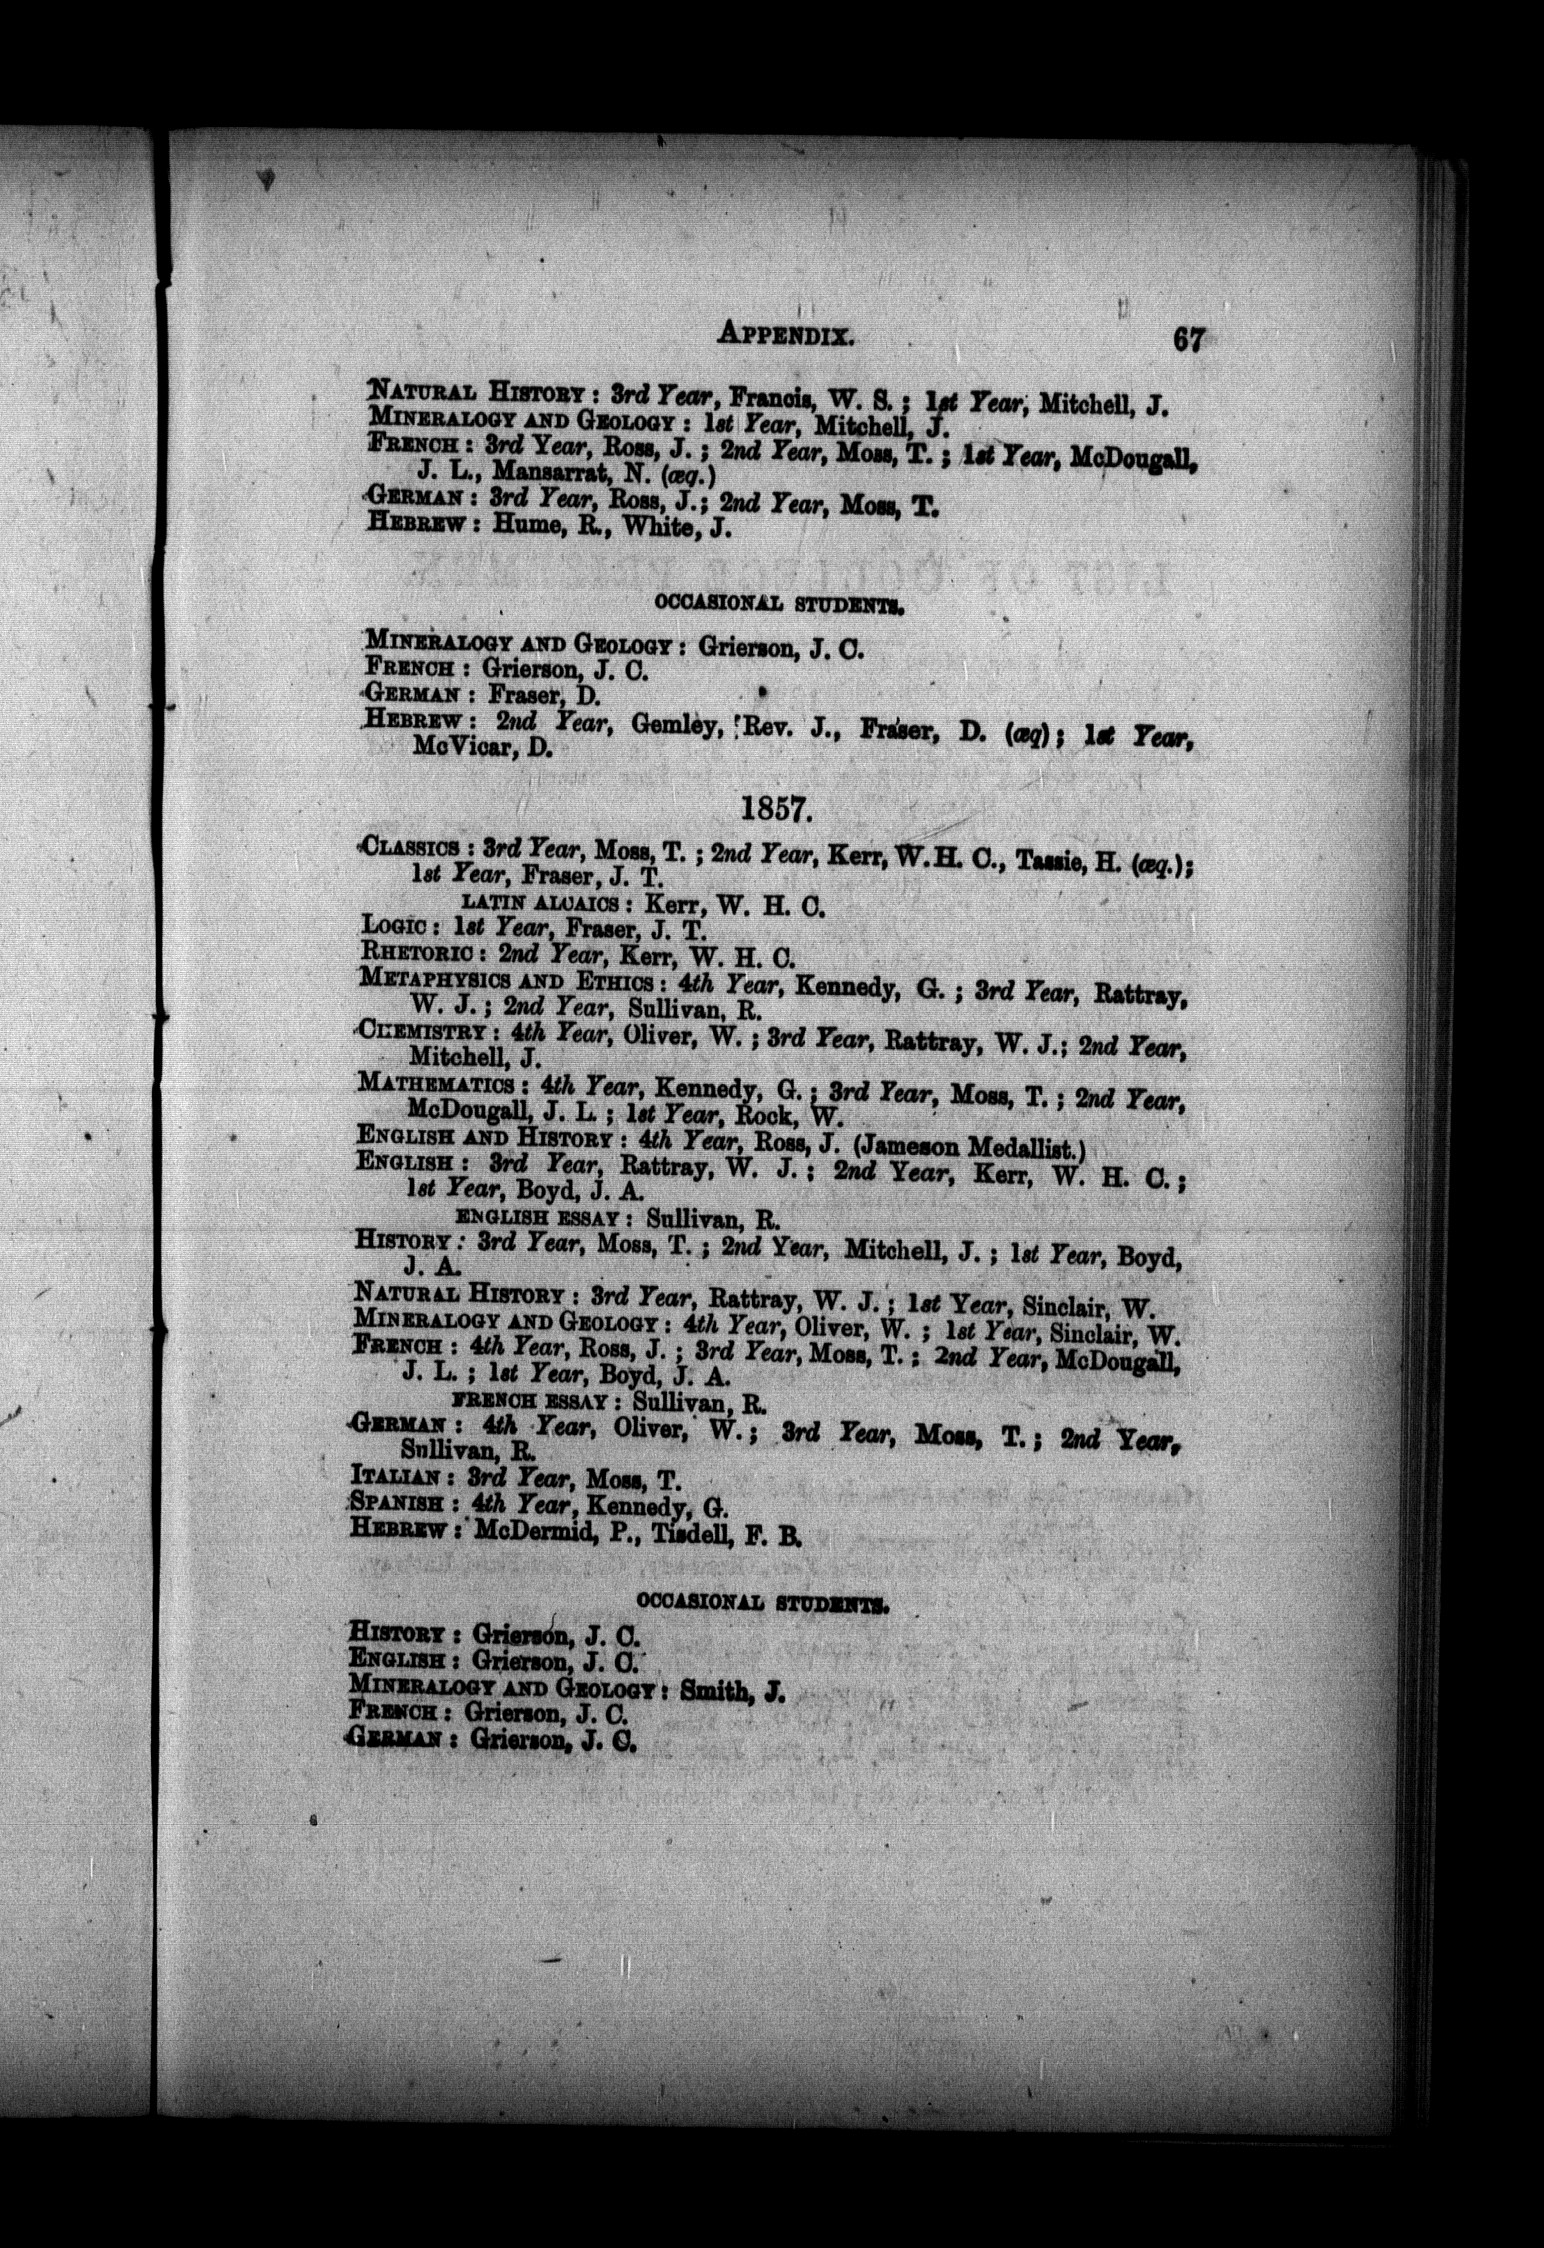 APPENDIX. 67
NATURAL HISTORY : 3rd Year, Francis, W. S. ; 1st Year, Mitchell, J.
MINERALOGY AND GEOLOGY : 1st Year, Mitchell, J.
FRENCH : 3rd Year, Ross, J. ; 2nd Year, Moss, T. ; 1st Year, McDougall,
J. L., Mansarrat, N. (æq.)
GERMAN : 3rd Year, Ross, J.; 2nd Year, Moss, T.
HEBREW : Hume, R., White, J.
OCCASIONAL STUDENTS.
MINERALOGY AND GEOLOGY : Grierson, J. C.
FRENCH : Grierson, J. C.
GERMAN : Fraser, D.
HEBREW : 2nd Year, Gemley, Rev. J., Fraser, D. (æq) ; 1st Year,
McVicar, D.
1857.
CLASSICS : 3rd Year, Moss, T. ; 2nd Year, Kerr, W. H. C., Tassie, H. (æq.) ;
1st Year, Fraser, J. T.
LATIN ALCAICS : Kerr, W. H. C.
LOGIC : 1st Year, Fraser, J. T.
RHETORIC : 2nd Year, Kerr, W. H. C.
METAPHYSICS AND ETHICS : 4th Year, Kennedy, G. ; 3rd Year, Rattray,
W. J. ; 2nd Year, Sullivan, R.
CHEMISTRY : 4th Year, Oliver, W. ; 3rd Year, Rattray, W. J.; 2nd Year,
Mitchell, J.
MATHEMATICS : 4th Year, Kennedy, G. ; 3rd Year, Moss, T. ; 2nd Year,
McDougall, J. L. ; 1st Year, Rock, W.
ENGLISH AND HISTORY : 4th Year, Ross, J. (Jameson Medallist.)
ENGLISH : 3rd Year, Rattray, W. J. ; 2nd Year, Kerr, W. H. C. ;
1st Year, Boyd, J. A.
ENGLISH ESSAY : Sullivan, R.
HISTORY : 3rd Year, Moss, T. ; 2nd Year, Mitchell, J. ; 1st Year, Boyd,
J. A.
NATURAL HISTORY : 3rd Year, Rattray, W. J. ; 1st Year, Sinclair, W.
MINERALOGY AND GEOLOGY : 4th Year, Oliver, W. ; 1st Year, Sinclair, W.
FRENCH : 4th Year, Ross, J. ; 3rd Year, Moss, T. ; 2nd Year, McDougall,
J. L. ; 1st Year, Boyd, J. A.
FRENCH ESSAY : Sullivan, R.
GERMAN : 4th Year, Oliver, W. ; 3rd Year, Moss, T. ; 2nd Year,
Sullivan, R.
ITALIAN : 3rd Year, Moss, T.
SPANISH : 4th Year, Kennedy, G.
HEBREW : McDermid, P., Tisdell, F. B.
OCCASIONAL STUDENTS.
HISTORY : Grierson, J. C.
ENGLISH : Grierson, J. C.
MINERALOGY AND GEOLOGY : Smith, J.
FRENCH : Grierson, J. C.
GERMAN : Grierson, J. C.